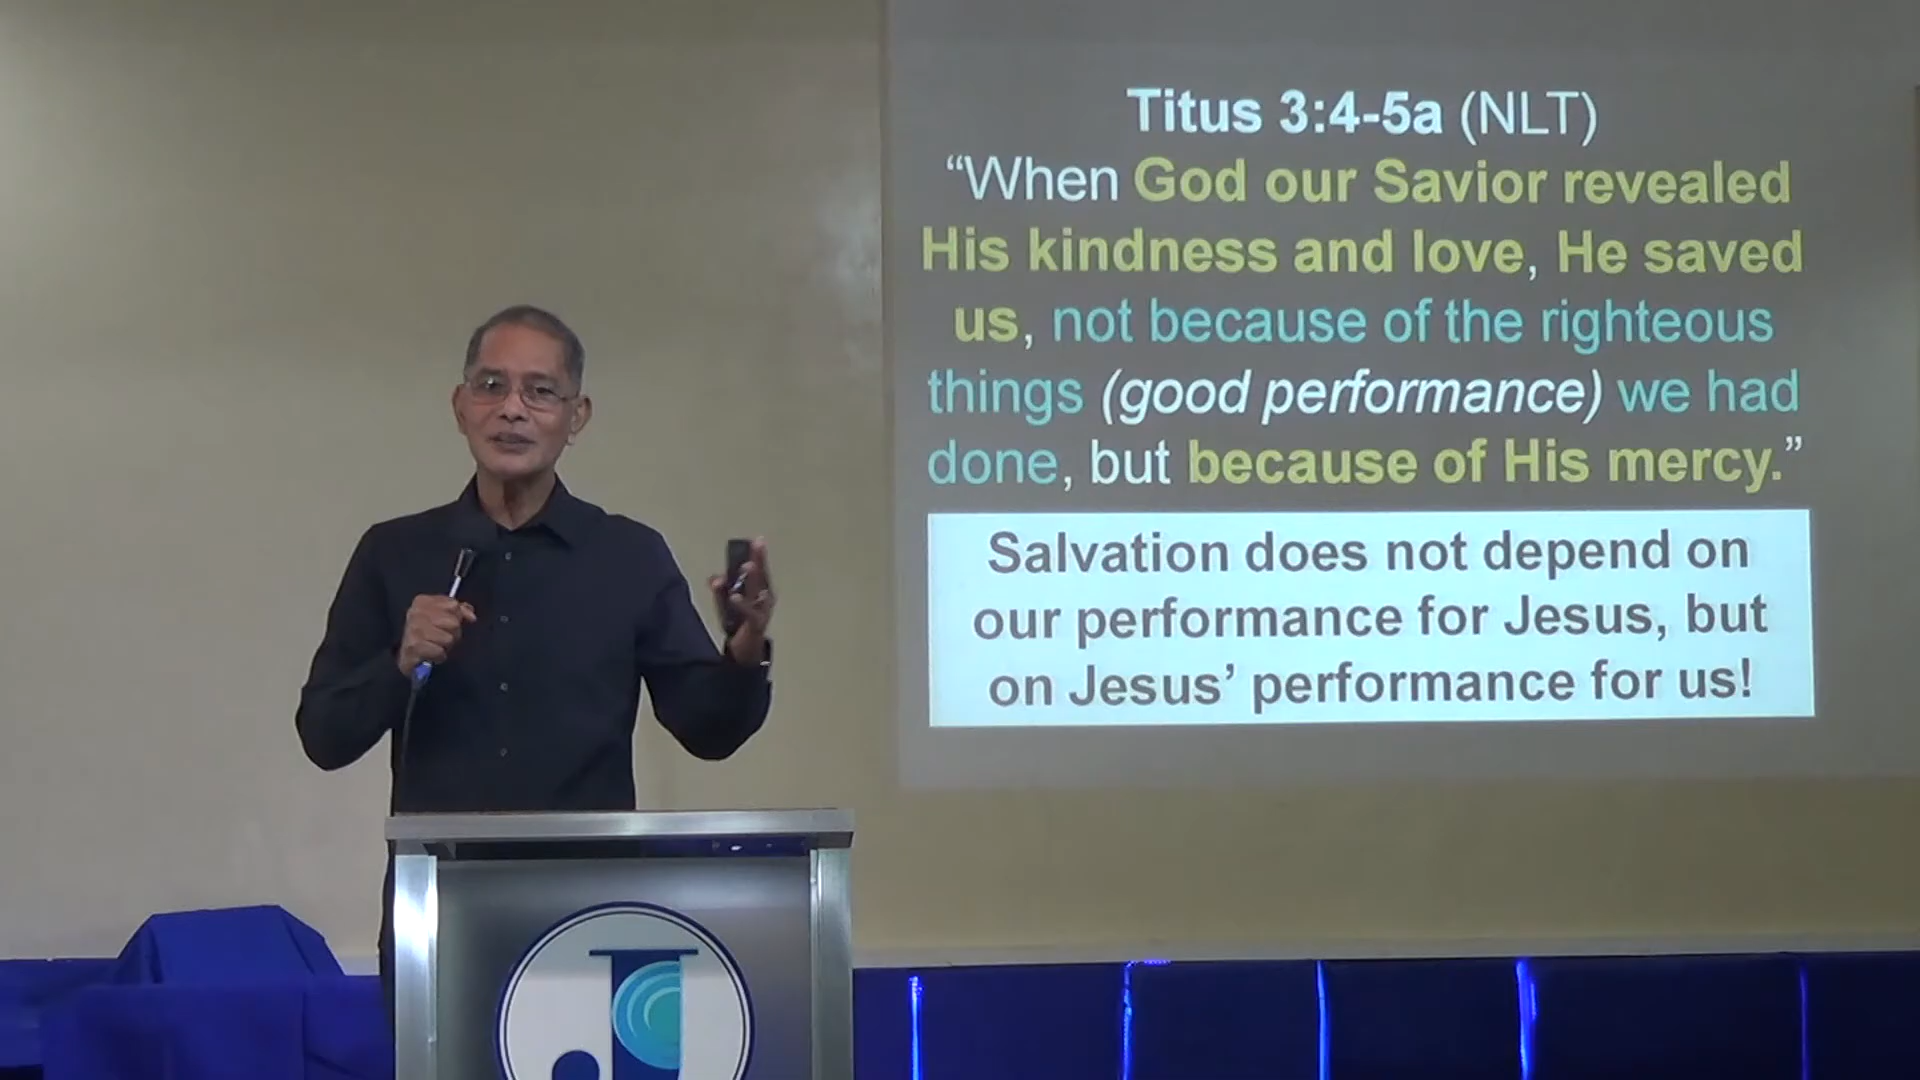 Titus 3:4-5a (NLT)
“When God our Savior revealed
His kindness and love, He saved
us, not because of the righteous
things (good performance) we had
done, but because of His mercy.”
Salvation does not depend on
our performance for Jesus, but
on Jesus’ performance for us!
J